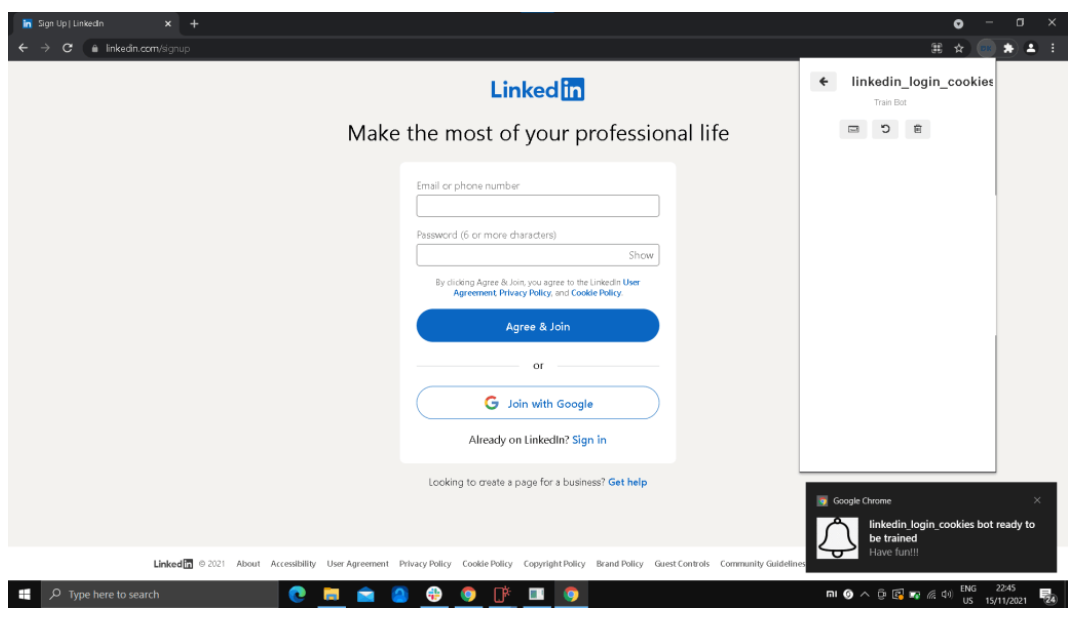 in Sign Up | LinkedIn
linkedin.com/signup
Linkedin
Make the most of your professional life
Email or phone number
Password (6 or more characters)
Show
By clicking Agree & Join, you agree to the LinkedIn User
Agreement, Privacy Policy, and Cookie Policy.
Agree & Join
or
Join with Google
Already on LinkedIn? Sign in
Looking to create a page for a business? Get help
linkedin_login_cookies
Train Bot
Google Chrome
linkedin_login_cookies bot ready to
be trained
Have fun!!!
Linkedin © 2021 About Accessibility User Agreement Privacy Policy Cookie Policy Copyright Policy Brand Policy Guest Controls Community Guidelines
Type here to search
ENG
US
22:45
15/11/2021
24